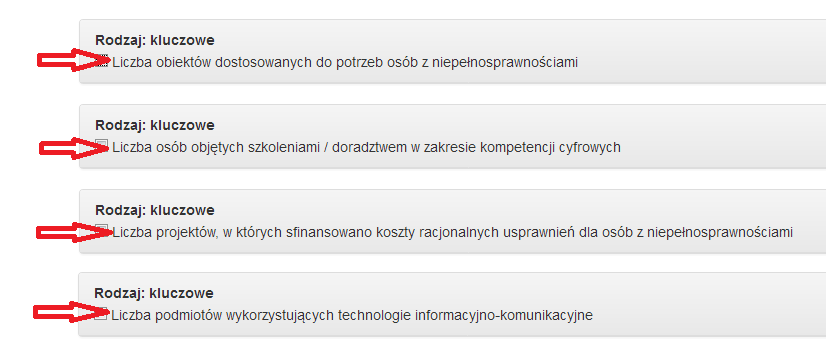 Rodzaj: kluczowe
Liczba obiektów dostosowanych do potrzeb osób z niepełnosprawnościami
Rodzaj: kluczowe
Liczba osób objętych szkoleniami / doradztwem w zakresie kompetencji cyfrowych
Rodzaj: kluczowe
Liczba projektów, w których sfinansowano koszty racjonalnych usprawnień dla osób z niepełnosprawnościami
Rodzaj: kluczowe
Liczba podmiotów wykorzystujących technologie informacyjno-komunikacyjne